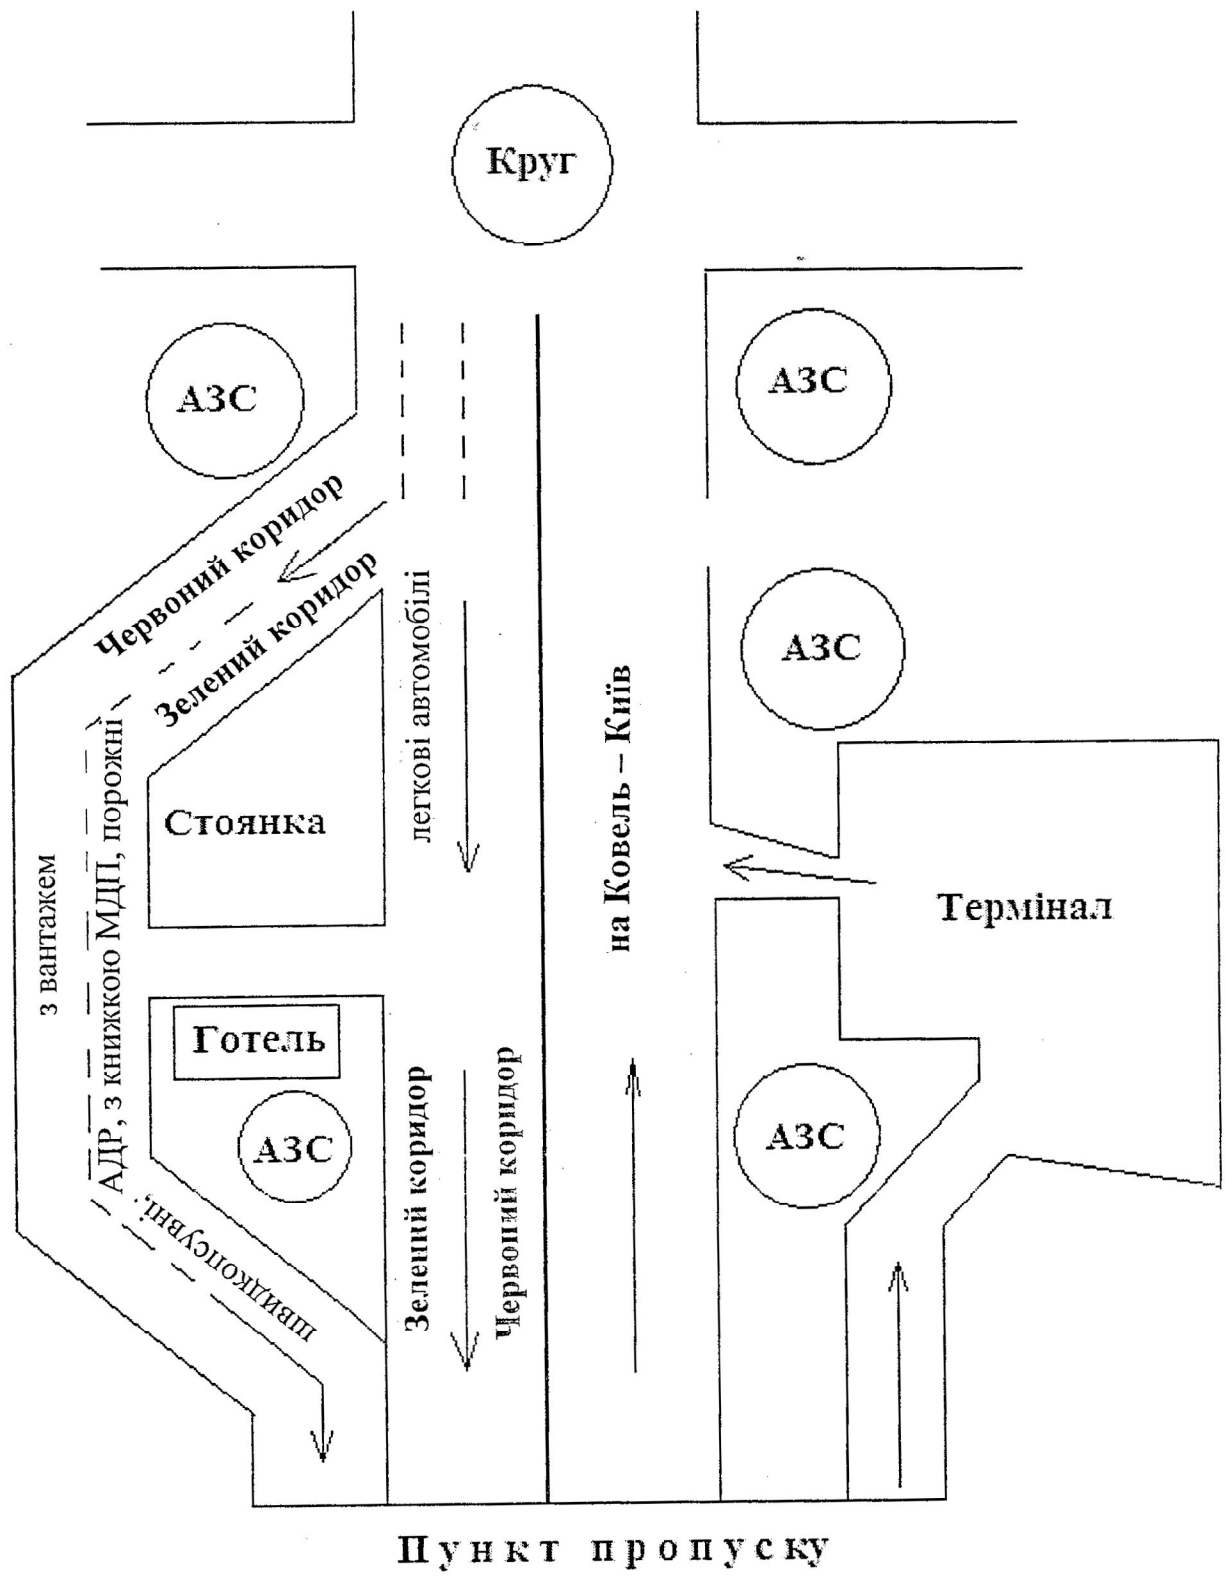 Круг
АЗС
АЗС
Червоний коридор
Зелений коридор
легкові автомобілі
АЗС
на Ковель – Київ
Стоянка
з вантажем
АДР, з книжкою МДП, порожні
швидкопсувні,
Термінал
Готель
АЗС
Зелений коридор
Червоний коридор
АЗС
Пункт пропуску